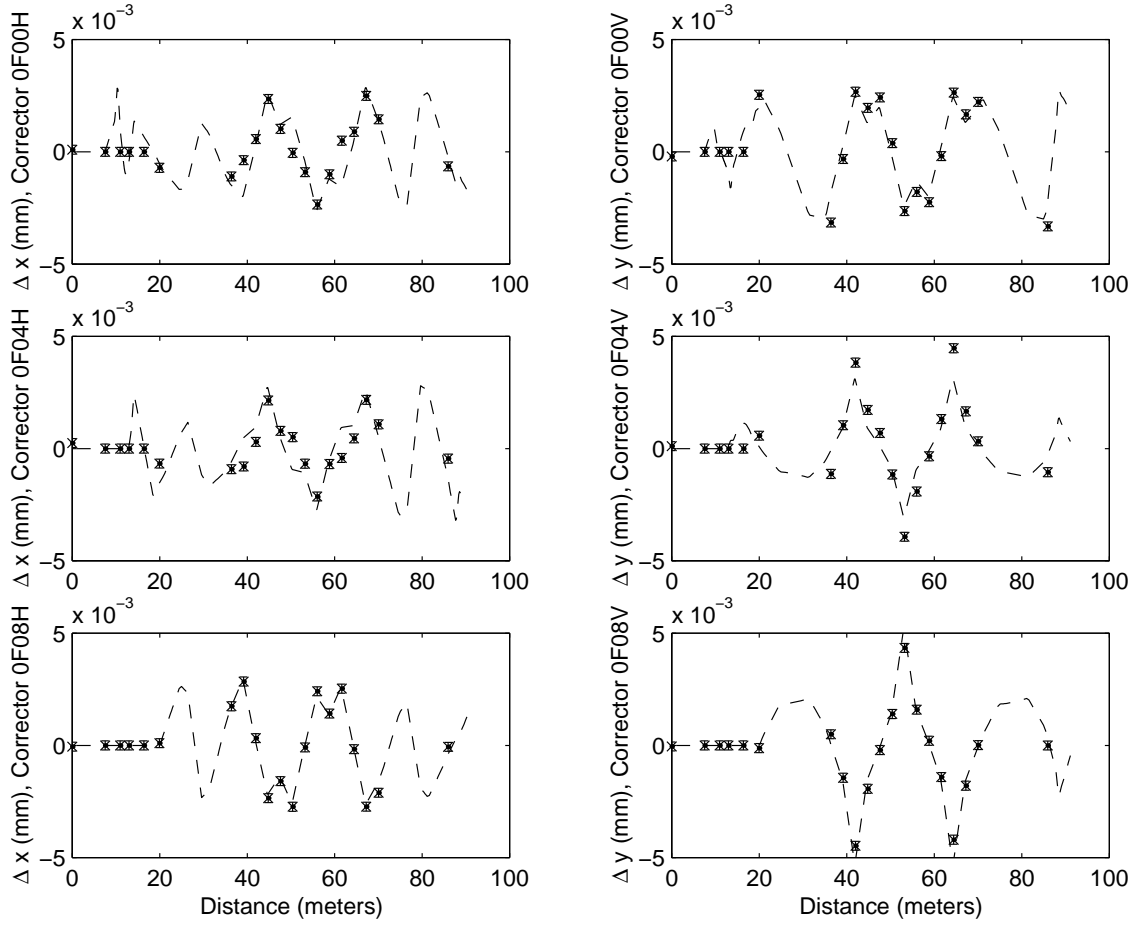 x 10⁻³
5
0
−5
0 20 40 60 80 100
Δ x (mm), Corrector 0F00H
x 10⁻³
5
0
−5
0 20 40 60 80 100
Δ y (mm), Corrector 0F00V
x 10⁻³
5
0
−5
0 20 40 60 80 100
Δ x (mm), Corrector 0F04H
x 10⁻³
5
0
−5
0 20 40 60 80 100
Δ y (mm), Corrector 0F04V
x 10⁻³
5
0
−5
0 20 40 60 80 100
Δ x (mm), Corrector 0F08H
Distance (meters)
x 10⁻³
5
0
−5
0 20 40 60 80 100
Δ y (mm), Corrector 0F08V
Distance (meters)